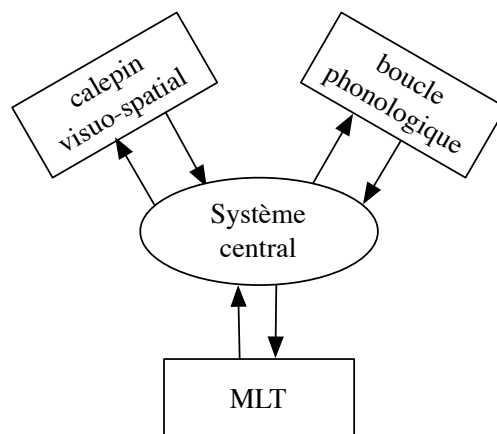 calepin
visuo-spatial
boucle
phonologique
Système
central
MLT